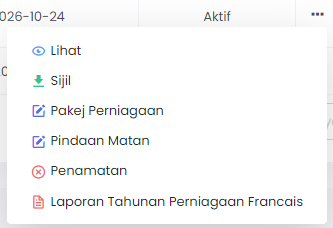 026-10-24 Aktif
Lihat
Sijil
Pakej Perniagaan
Pindaan Matan
Penamatan
Laporan Tahunan Perniagaan Francais